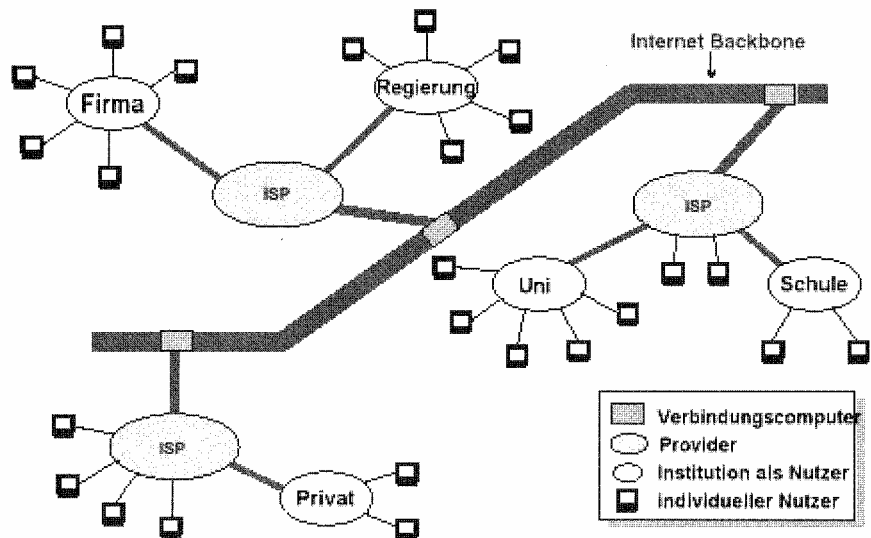 Internet Backbone
Firma
Regierung
ISP
ISP
Uni
Schule
ISP
Privat
Verbindungscomputer
Provider
Institution als Nutzer
individueller Nutzer